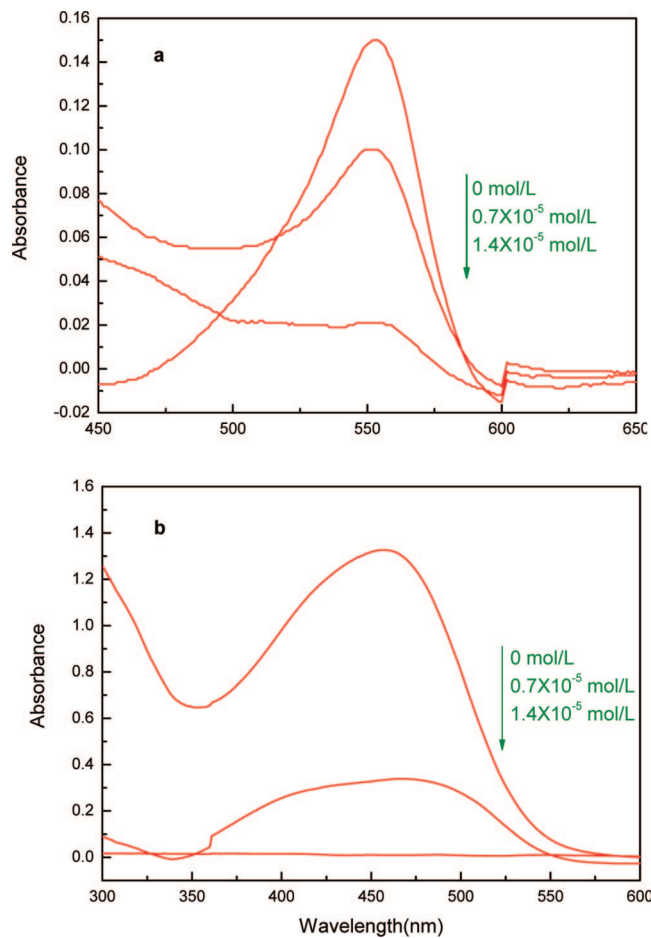 0.16
a
0.14
0.12
0.10
0.08
0.06
0.04
0.02
0.00
-0.02
Absorbance
0 mol/L
0.7X10⁻⁵ mol/L
1.4X10⁻⁵ mol/L
450 500 550 600 650
1.6
b
1.4
1.2
1.0
0.8
0.6
0.4
0.2
0.0
Absorbance
0 mol/L
0.7X10⁻⁵ mol/L
1.4X10⁻⁵ mol/L
300 350 400 450 500 550 600
Wavelength(nm)